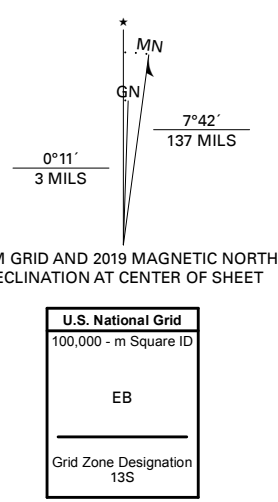 ★
MN
GN
7°42´
137 MILS
0°11´
3 MILS
M GRID AND 2019 MAGNETIC NORTH
ECLINATION AT CENTER OF SHEET
U.S. National Grid
100,000 - m Square ID
EB
Grid Zone Designation
13S